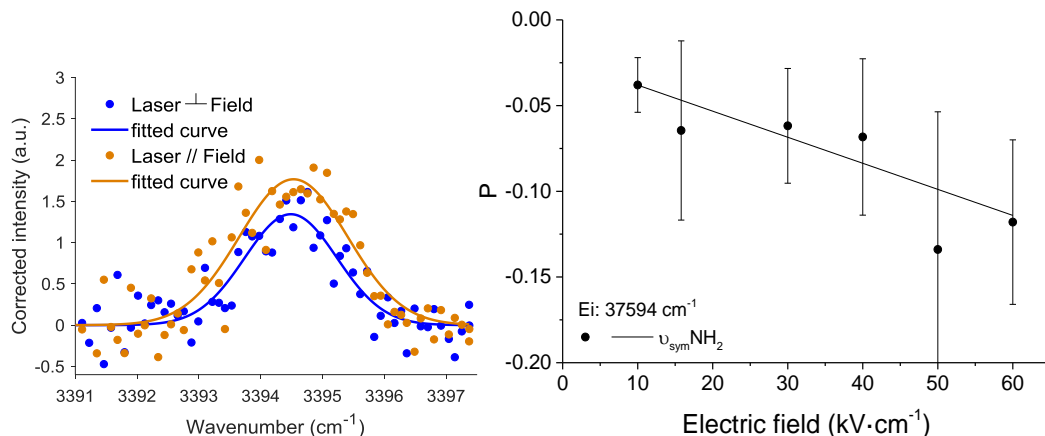 Corrected intensity (a.u.)
3
2.5
2
1.5
1
0.5
0
-0.5
Laser ⊥ Field
fitted curve
Laser // Field
fitted curve
3391 3392 3393 3394 3395 3396 3397
Wavenumber (cm⁻¹)
P
0.00
-0.05
-0.10
-0.15
-0.20
Ei: 37594 cm⁻¹
υsymNH₂
0 10 20 30 40 50 60
Electric field (kV·cm⁻¹)